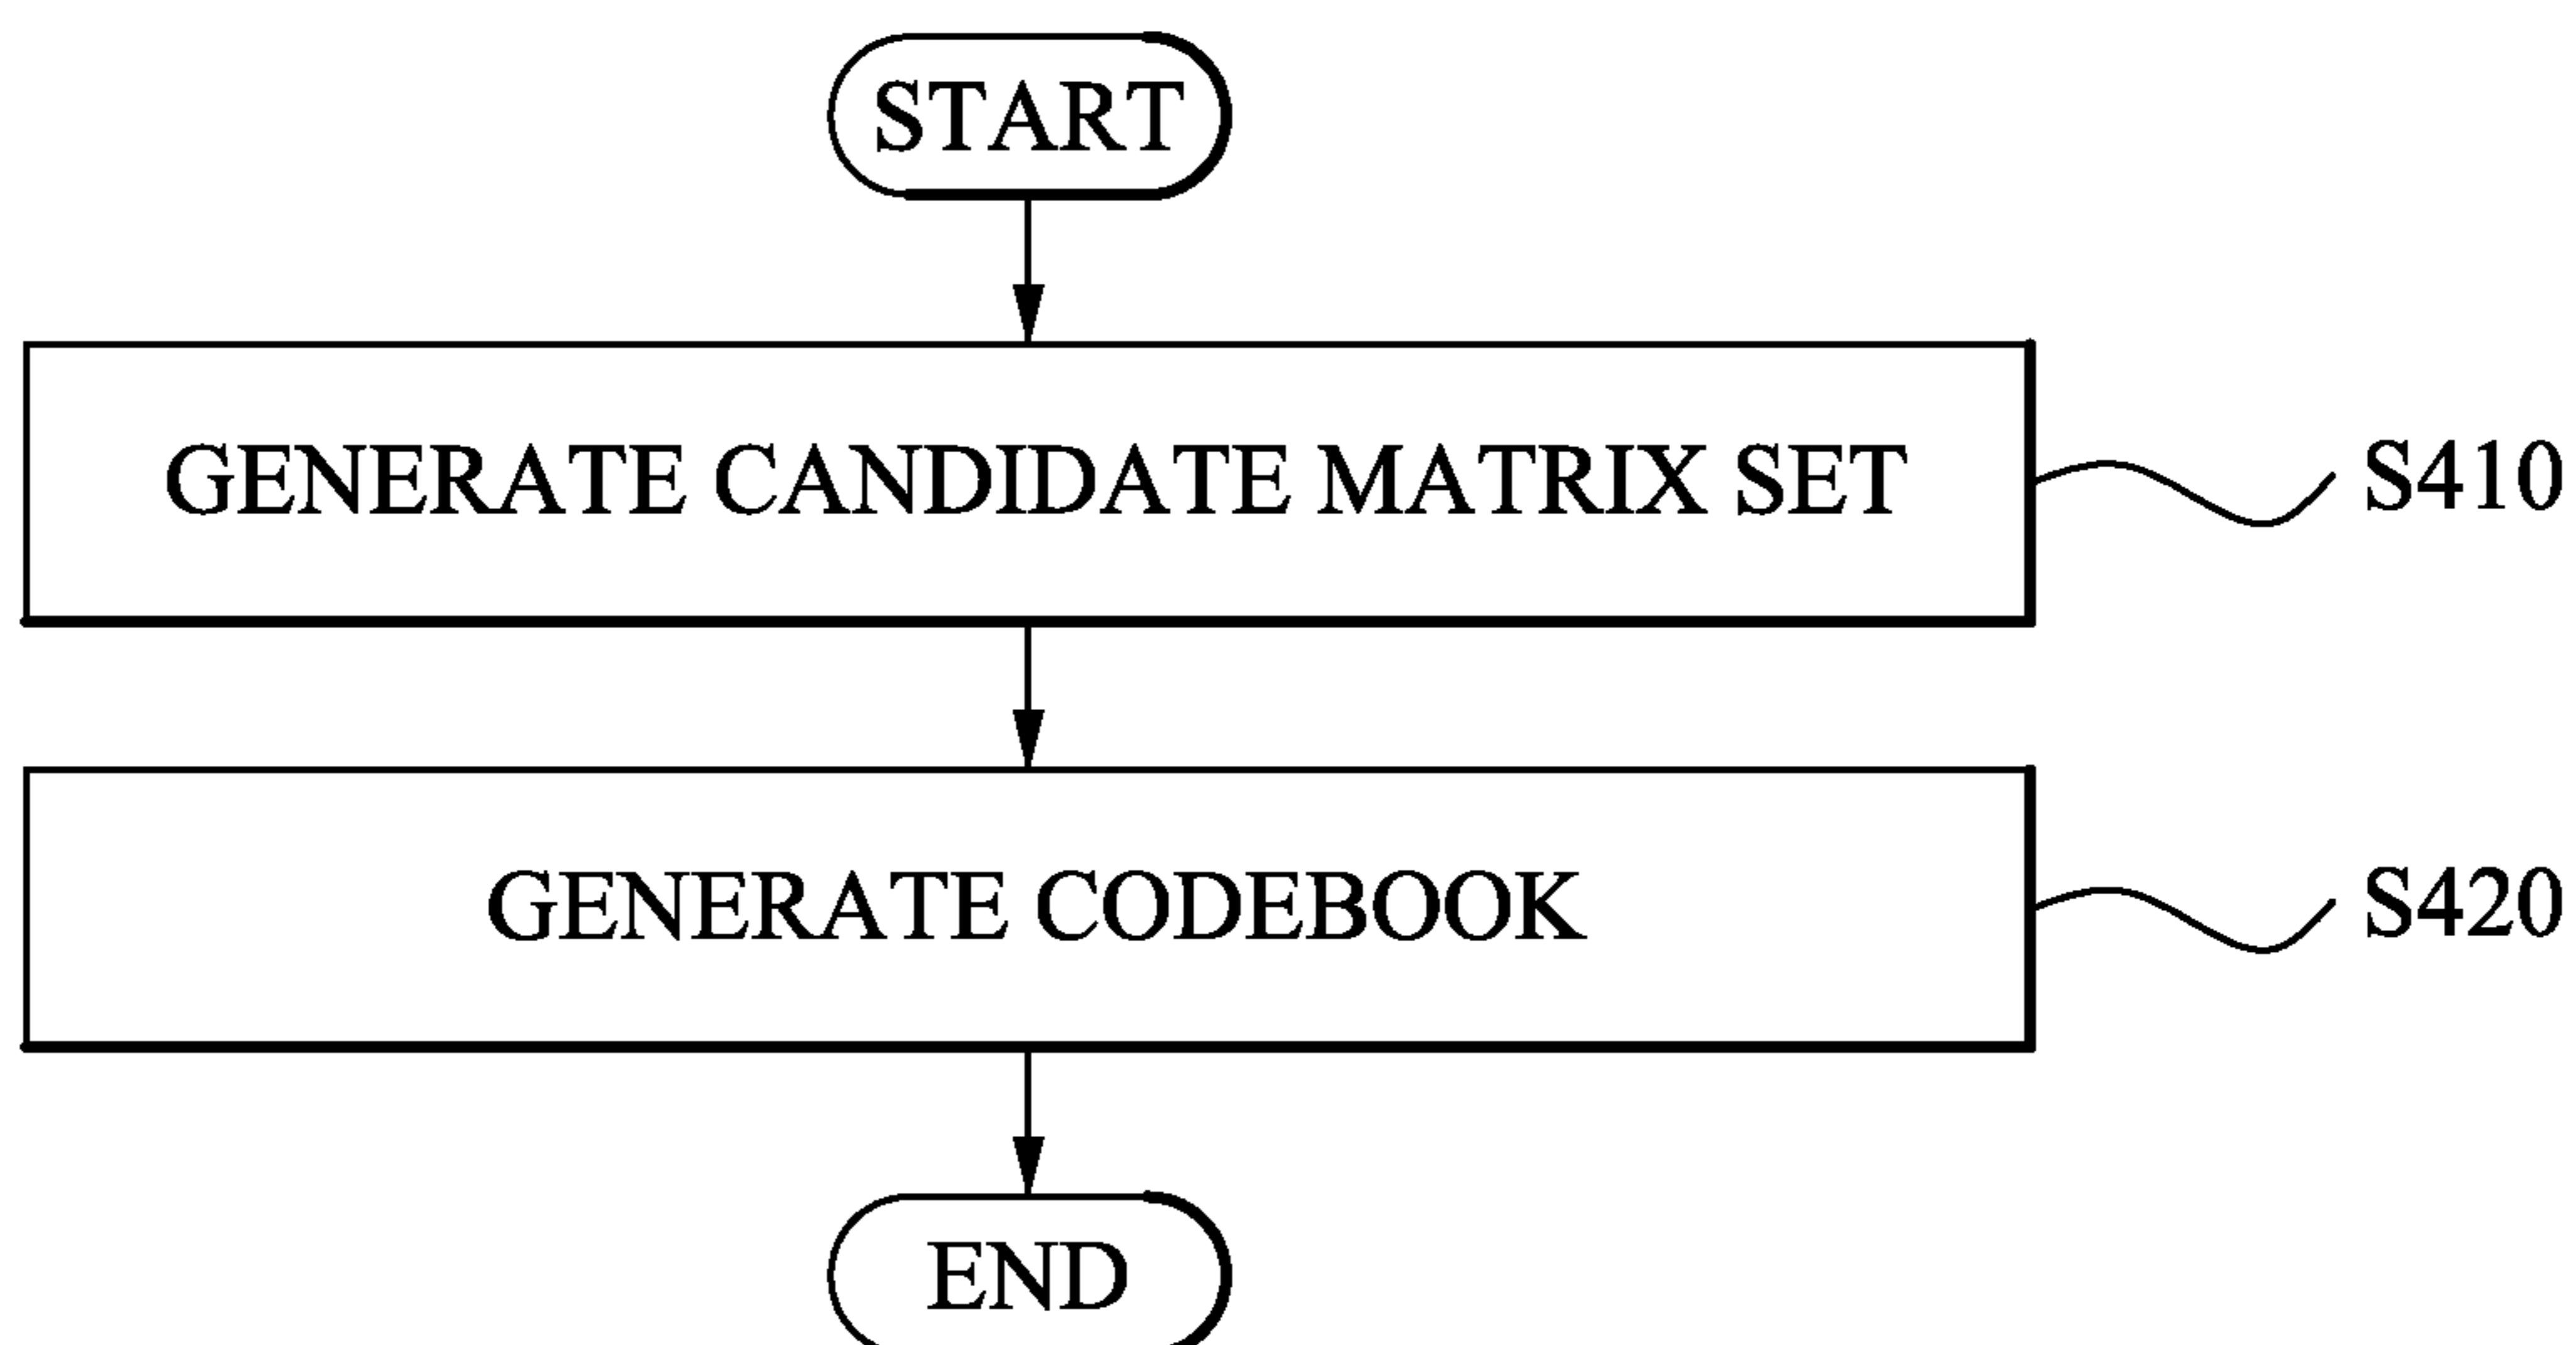 START
GENERATE CANDIDATE MATRIX SET
S410
GENERATE CODEBOOK
S420
END